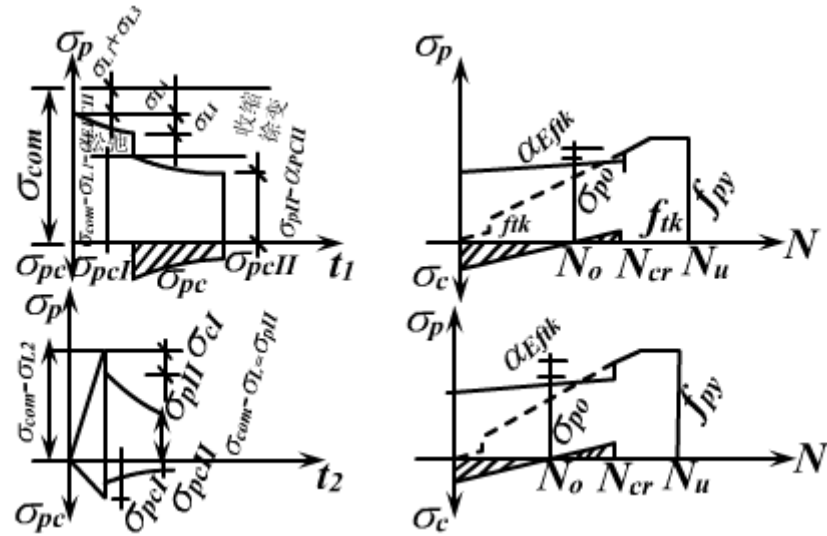 σp
σL1+σL3
σL4
σL1
收缩
徐变
σcom
松弛
σpII-αPCII
σpc
σpcI
σpc
σpcII
t1
σp
αEftk
σpo
ftk
ftk
fpy
No
Ncr
Nu
N
σc
σp
σcom-σL2
σcI
σpII
σcom-σL=σpII
σpcI
σpcII
t2
σpc
σp
αEftk
σpo
fpy
No
Ncr
Nu
N
σc